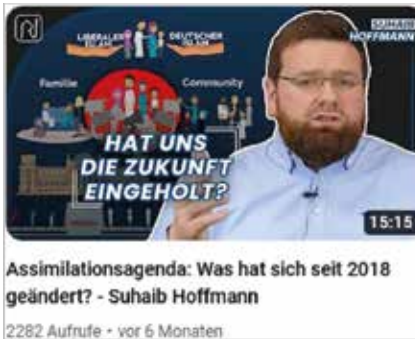 LIBERALER ISLAM
DEUTSCHER ISLAM
SUHAIB
HOFFMANN
Familie
Community
HAT UNS
DIE ZUKUNFT
EINGEHOLT?
15:15
Assimilationsagenda: Was hat sich seit 2018
geändert? - Suhaib Hoffmann
2282 Aufrufe • vor 6 Monaten